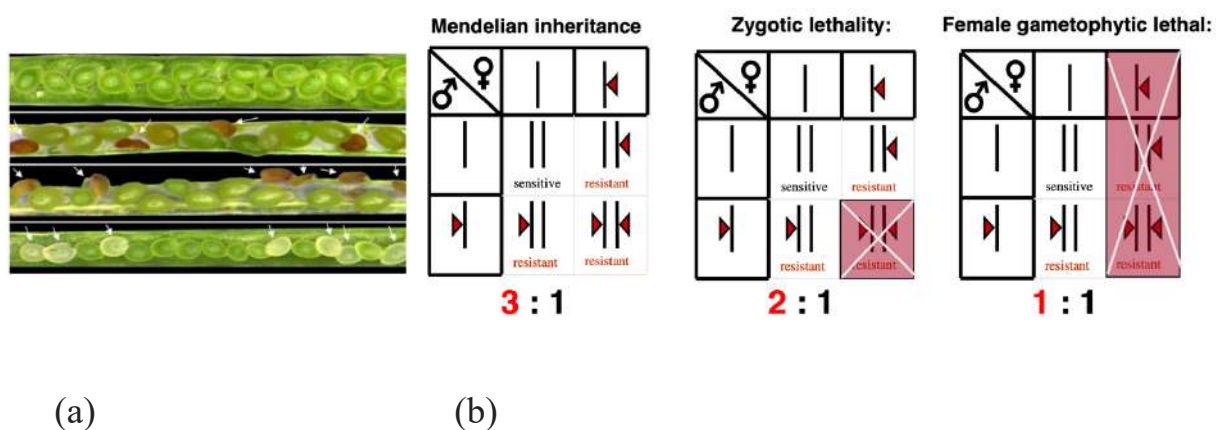 Mendelian inheritance
sensitive
resistant
resistant
resistant
3 : 1
Zygotic lethality:
sensitive
resistant
resistant
resistant
2 : 1
Female gametophytic lethal:
sensitive
resistant
resistant
resistant
1 : 1
(a)
(b)